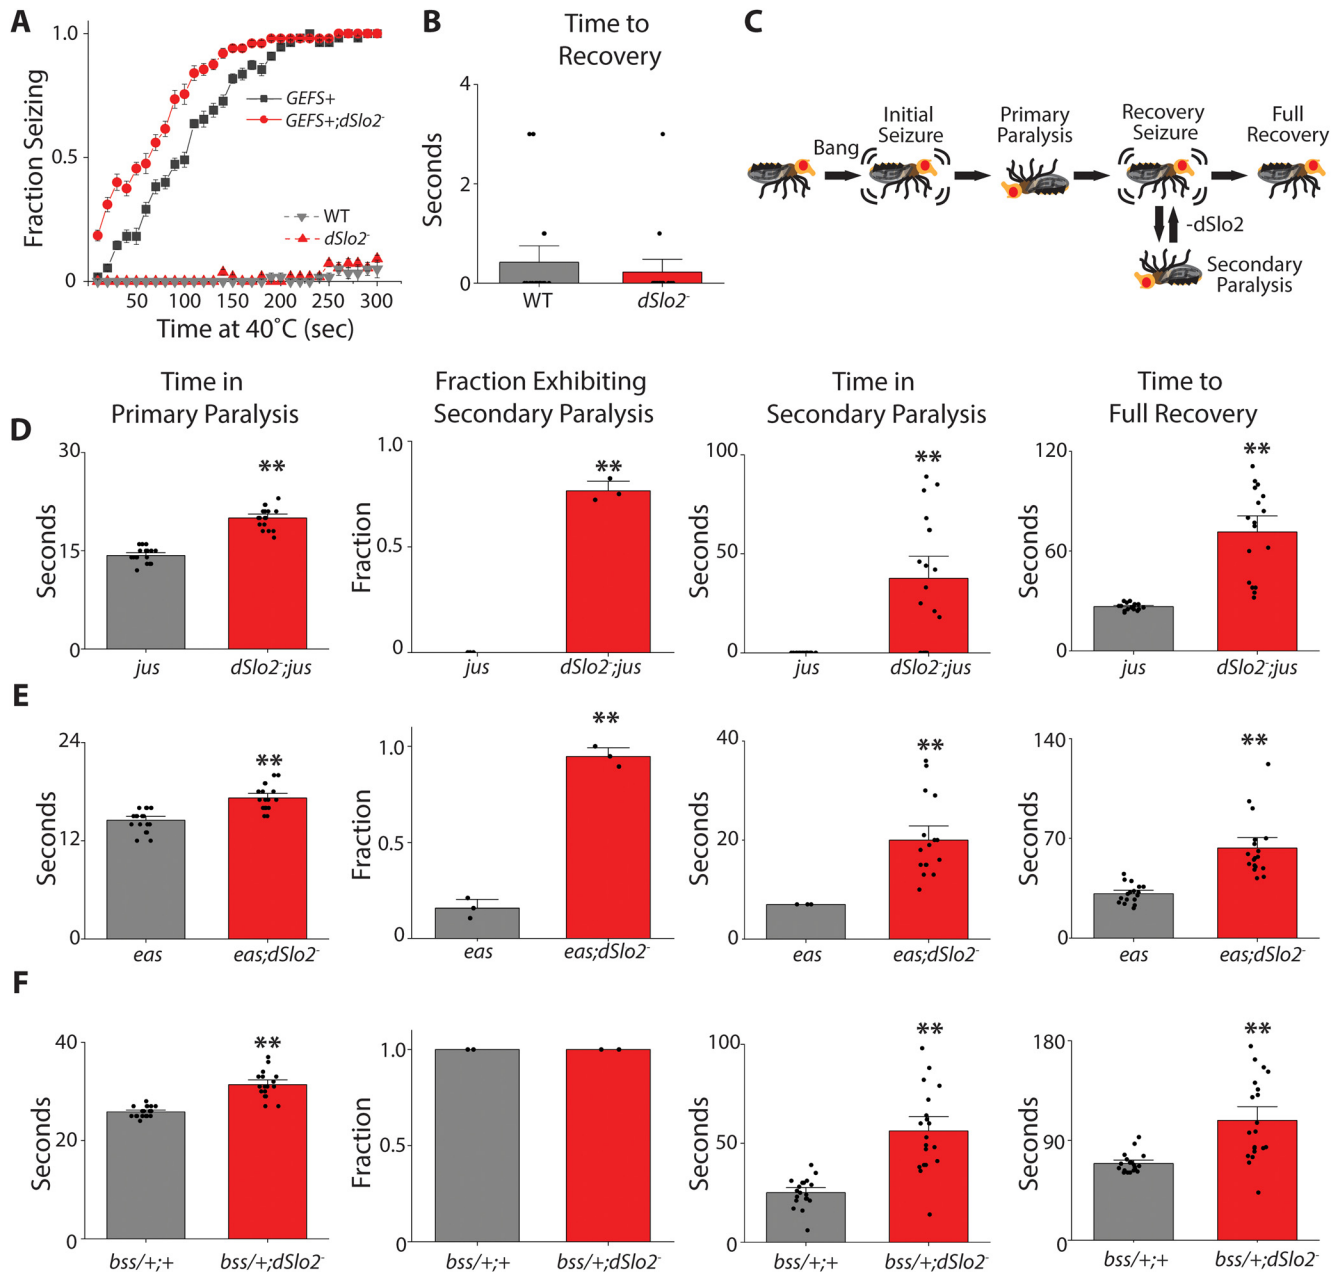 A
1.0
0.5
0
Fraction Seizing
GEFS+
GEFS+;dSlo2-
WT
dSlo2-
50
100
150
200
250
300
Time at 40˚C (sec)
B
Time to
Recovery
4
2
0
Seconds
WT
dSlo2-
C
Bang
Initial
Seizure
Primary
Paralysis
Recovery
Seizure
Full
Recovery
-dSlo2
Secondary
Paralysis
D
Time in
Primary Paralysis
30
15
0
Seconds
jus
dSlo2-;jus
**
Fraction Exhibiting
Secondary Paralysis
1.0
0.5
0
Fraction
jus
dSlo2-;jus
**
Time in
Secondary Paralysis
100
50
0
Seconds
jus
dSlo2-;jus
**
Time to
Full Recovery
120
60
0
Seconds
jus
dSlo2-;jus
**
E
24
12
0
Seconds
eas
eas;dSlo2-
**
1.0
0.5
0
Fraction
eas
eas;dSlo2-
**
40
20
0
Seconds
eas
eas;dSlo2-
**
140
70
0
Seconds
eas
eas;dSlo2-
**
F
40
20
0
Seconds
bss/+;+
bss/+;dSlo2-
**
1.0
0.5
0
Fraction
bss/+;+
bss/+;dSlo2-
100
50
0
Seconds
bss/+;+
bss/+;dSlo2-
**
180
90
0
Seconds
bss/+;+
bss/+;dSlo2-
**